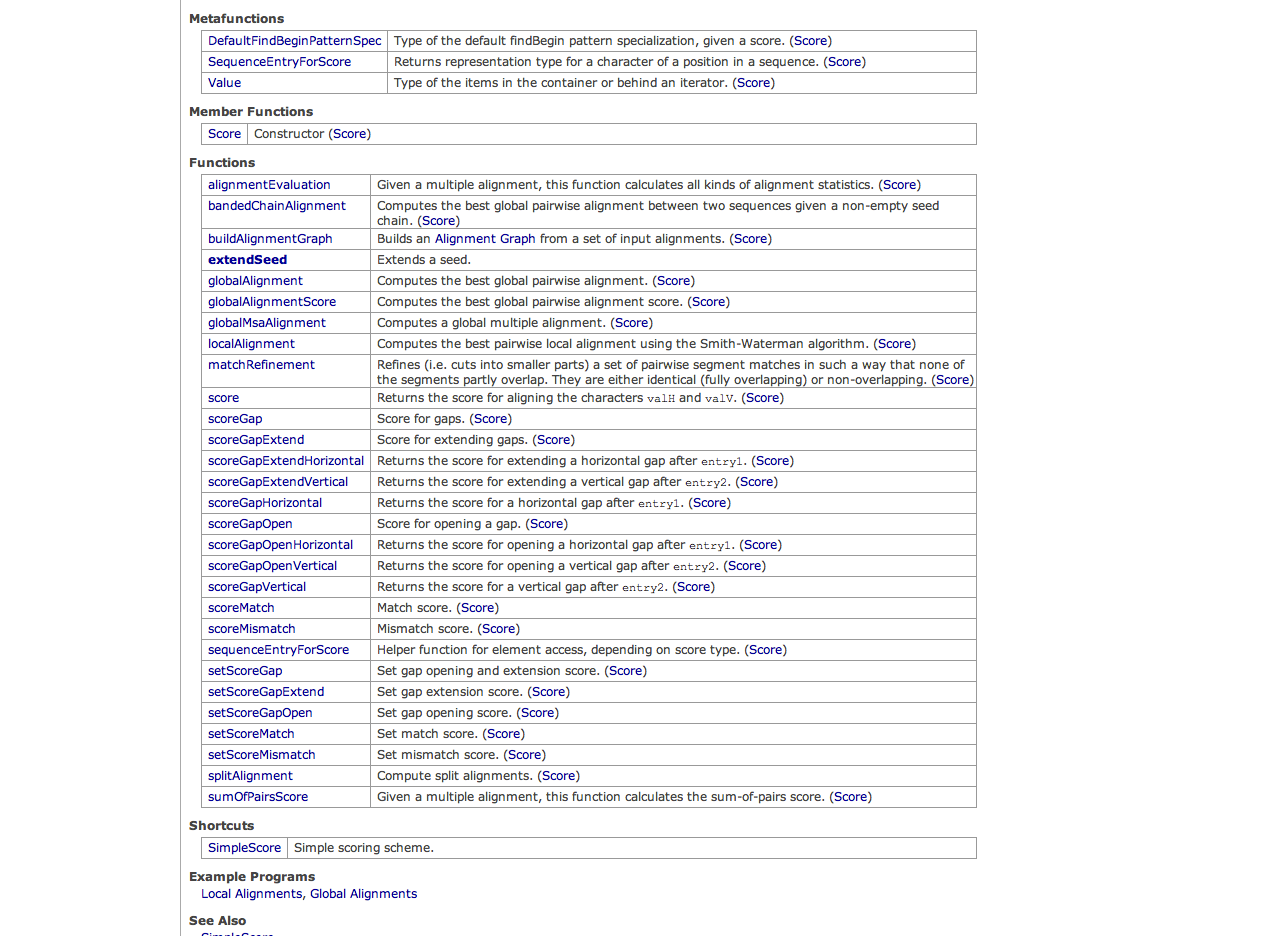 Metafunctions
DefaultFindBeginPatternSpec Type of the default findBegin pattern specialization, given a score. (Score)
SequenceEntryForScore Returns representation type for a character of a position in a sequence. (Score)
Value Type of the items in the container or behind an iterator. (Score)
Member Functions
Score Constructor (Score)
Functions
alignmentEvaluation Given a multiple alignment, this function calculates all kinds of alignment statistics. (Score)
bandedChainAlignment Computes the best global pairwise alignment between two sequences given a non-empty seed
chain. (Score)
buildAlignmentGraph Builds an Alignment Graph from a set of input alignments. (Score)
extendSeed Extends a seed.
globalAlignment Computes the best global pairwise alignment. (Score)
globalAlignmentScore Computes the best global pairwise alignment score. (Score)
globalMsaAlignment Computes a global multiple alignment. (Score)
localAlignment Computes the best pairwise local alignment using the Smith-Waterman algorithm. (Score)
matchRefinement Refines (i.e. cuts into smaller parts) a set of pairwise segment matches in such a way that none of
the segments partly overlap. They are either identical (fully overlapping) or non-overlapping. (Score)
score Returns the score for aligning the characters valH and valV. (Score)
scoreGap Score for gaps. (Score)
scoreGapExtend Score for extending gaps. (Score)
scoreGapExtendHorizontal Returns the score for extending a horizontal gap after entry1. (Score)
scoreGapExtendVertical Returns the score for extending a vertical gap after entry2. (Score)
scoreGapHorizontal Returns the score for a horizontal gap after entry1. (Score)
scoreGapOpen Score for opening a gap. (Score)
scoreGapOpenHorizontal Returns the score for opening a horizontal gap after entry1. (Score)
scoreGapOpenVertical Returns the score for opening a vertical gap after entry2. (Score)
scoreGapVertical Returns the score for a vertical gap after entry2. (Score)
scoreMatch Match score. (Score)
scoreMismatch Mismatch score. (Score)
sequenceEntryForScore Helper function for element access, depending on score type. (Score)
setScoreGap Set gap opening and extension score. (Score)
setScoreGapExtend Set gap extension score. (Score)
setScoreGapOpen Set gap opening score. (Score)
setScoreMatch Set match score. (Score)
setScoreMismatch Set mismatch score. (Score)
splitAlignment Compute split alignments. (Score)
sumOfPairsScore Given a multiple alignment, this function calculates the sum-of-pairs score. (Score)
Shortcuts
SimpleScore Simple scoring scheme.
Example Programs
Local Alignments, Global Alignments
See Also
SimpleScore